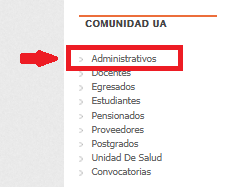 COMUNIDAD UA
Administrativos
Docentes
Egresados
Estudiantes
Pensionados
Proveedores
Postgrados
Unidad De Salud
Convocatorias